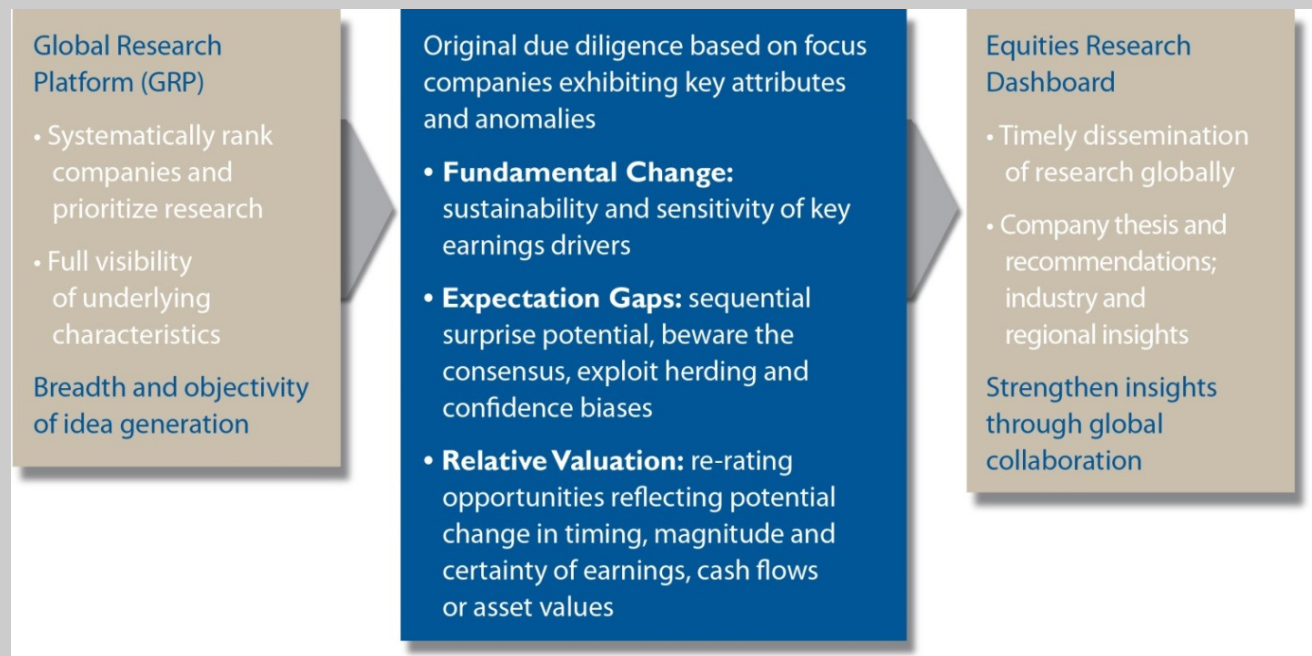 Global Research
Platform (GRP)
• Systematically rank
companies and
prioritize research
• Full visibility
of underlying
characteristics
Breadth and objectivity
of idea generation
Original due diligence based on focus
companies exhibiting key attributes
and anomalies
• Fundamental Change:
sustainability and sensitivity of key
earnings drivers
• Expectation Gaps: sequential
surprise potential, beware the
consensus, exploit herding and
confidence biases
• Relative Valuation: re-rating
opportunities reflecting potential
change in timing, magnitude and
certainty of earnings, cash flows
or asset values
Equities Research
Dashboard
• Timely dissemination
of research globally
• Company thesis and
recommendations;
industry and
regional insights
Strengthen insights
through global
collaboration